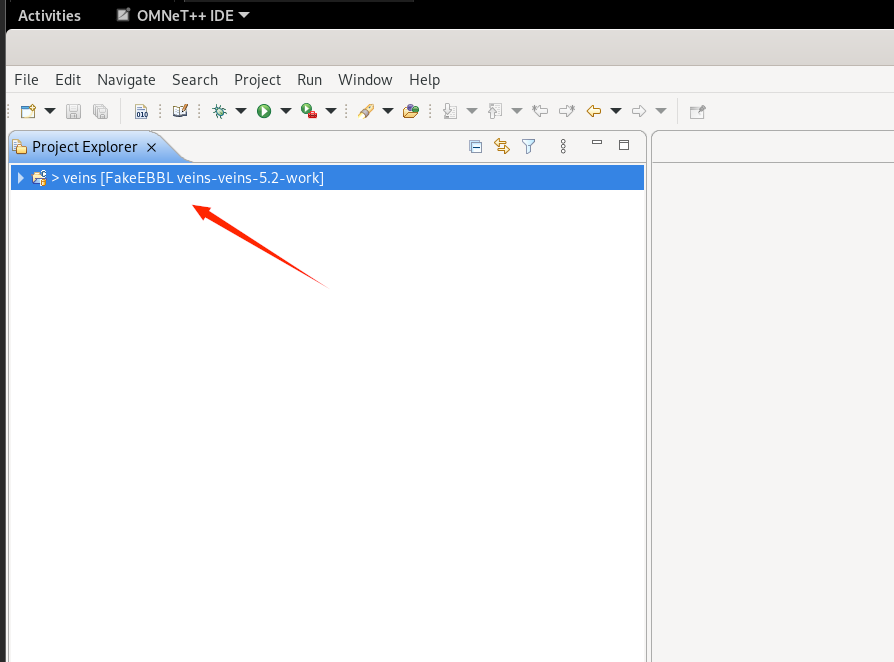 Activities OMNeT++ IDE
File Edit Navigate Search Project Run Window Help
010
Project Explorer
> veins [FakeEBBL veins-veins-5.2-work]